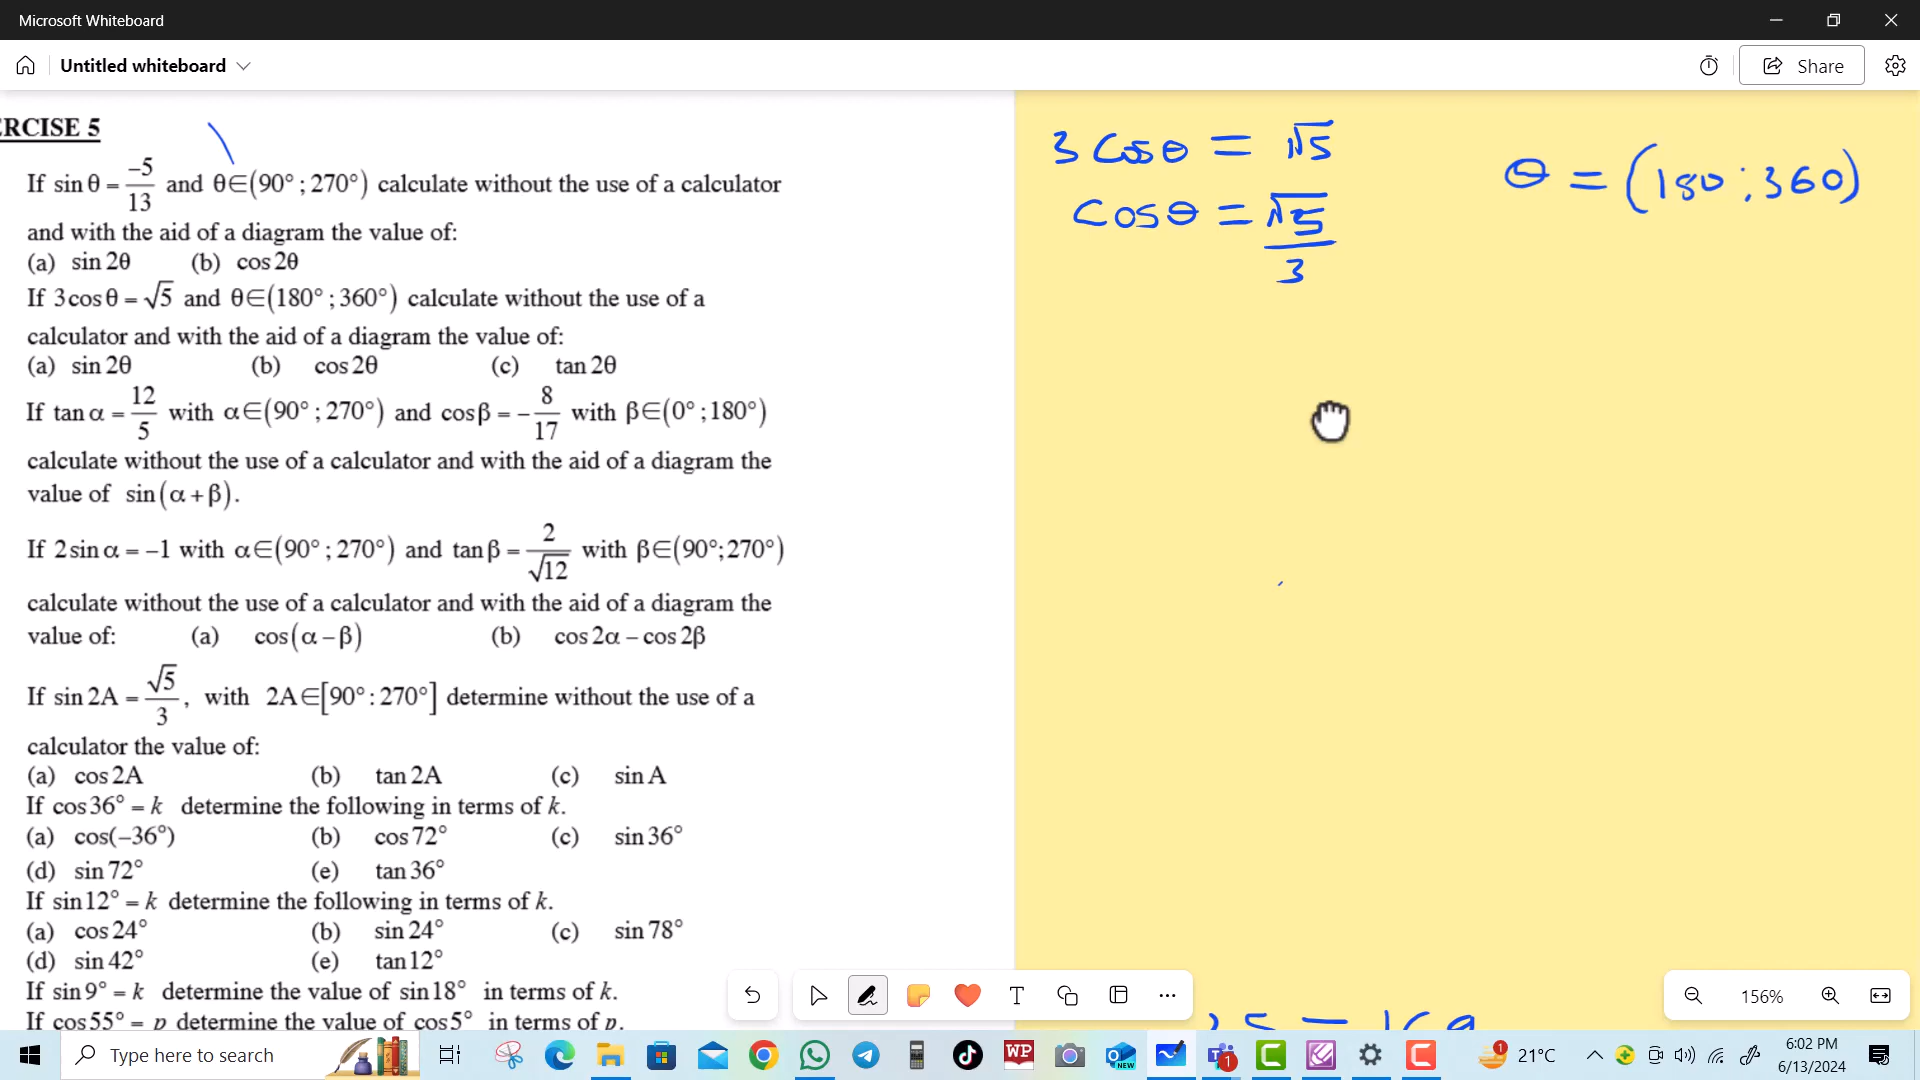 Microsoft Whiteboard
Untitled whiteboard
Share
ERCISE 5
If sin θ = −5/13 and θ∈(90° ; 270°) calculate without the use of a calculator
and with the aid of a diagram the value of:
(a) sin 2θ (b) cos 2θ
If 3 cos θ = √5 and θ∈(180° ; 360°) calculate without the use of a
calculator and with the aid of a diagram the value of:
(a) sin 2θ (b) cos 2θ (c) tan 2θ
If tan α = 12/5 with α∈(90° ; 270°) and cos β = −8/17 with β∈(0° ; 180°)
calculate without the use of a calculator and with the aid of a diagram the
value of sin(α + β).
If 2 sin α = −1 with α∈(90° ; 270°) and tan β = 2/√12 with β∈(90°; 270°)
calculate without the use of a calculator and with the aid of a diagram the
value of: (a) cos(α − β) (b) cos 2α − cos 2β
If sin 2A = √5/3, with 2A∈[90° : 270°] determine without the use of a
calculator the value of:
(a) cos 2A (b) tan 2A (c) sin A
If cos 36° = k determine the following in terms of k.
(a) cos(−36°) (b) cos 72° (c) sin 36°
(d) sin 72° (e) tan 36°
If sin 12° = k determine the following in terms of k.
(a) cos 24° (b) sin 24° (c) sin 78°
(d) sin 42° (e) tan 12°
If sin 9° = k determine the value of sin 18° in terms of k.
If cos 55° = p determine the value of cos 5° in terms of p.
3 cos θ = √5
cos θ = √5/3
θ = (180 ; 360)
25 = 169
156%
Type here to search
WP
NEW
1
1
21°C
6:02 PM
6/13/2024